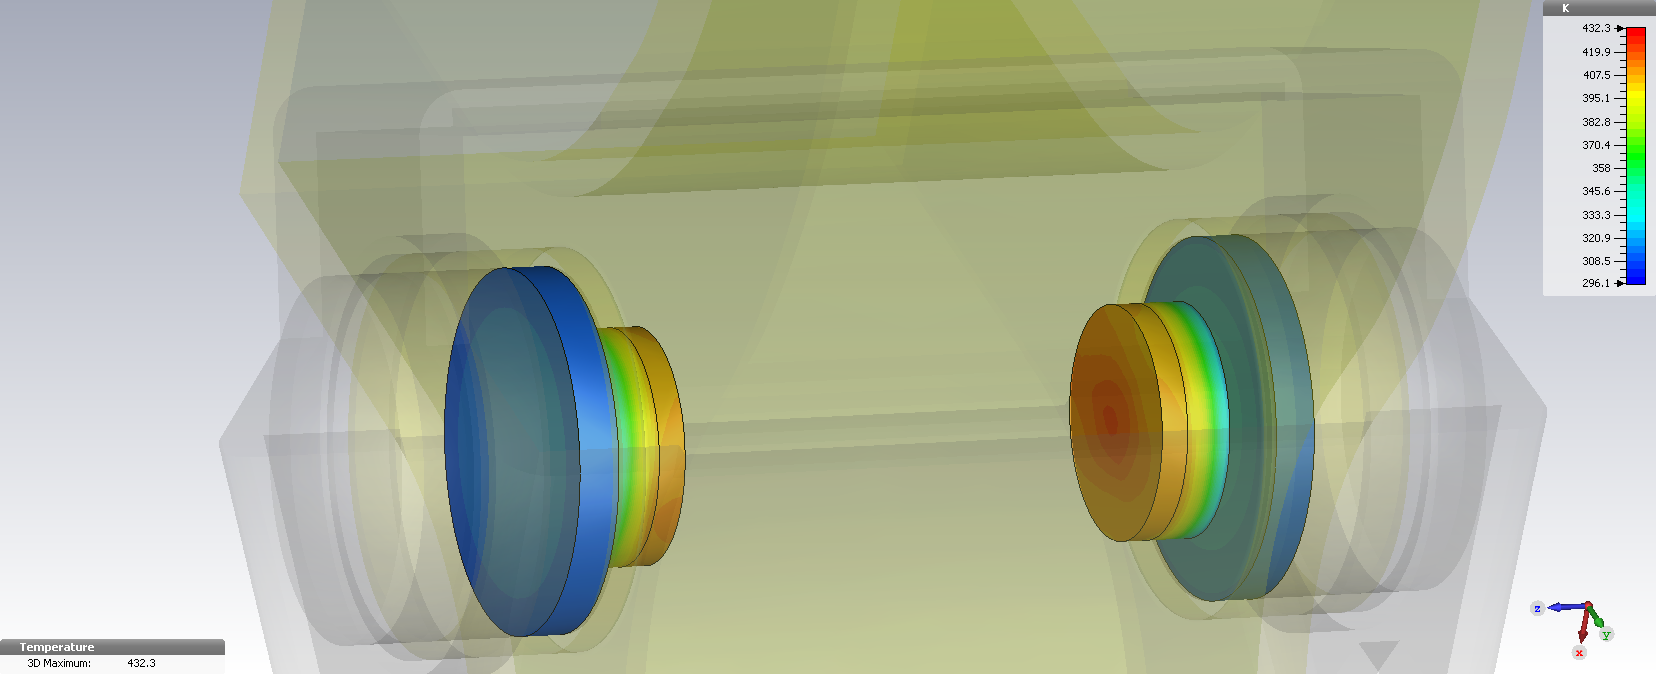 K
432.3
419.9
407.5
395.1
382.8
370.4
358
345.6
333.3
320.9
308.5
296.1
z
y
x
Temperature
3D Maximum: 432.3